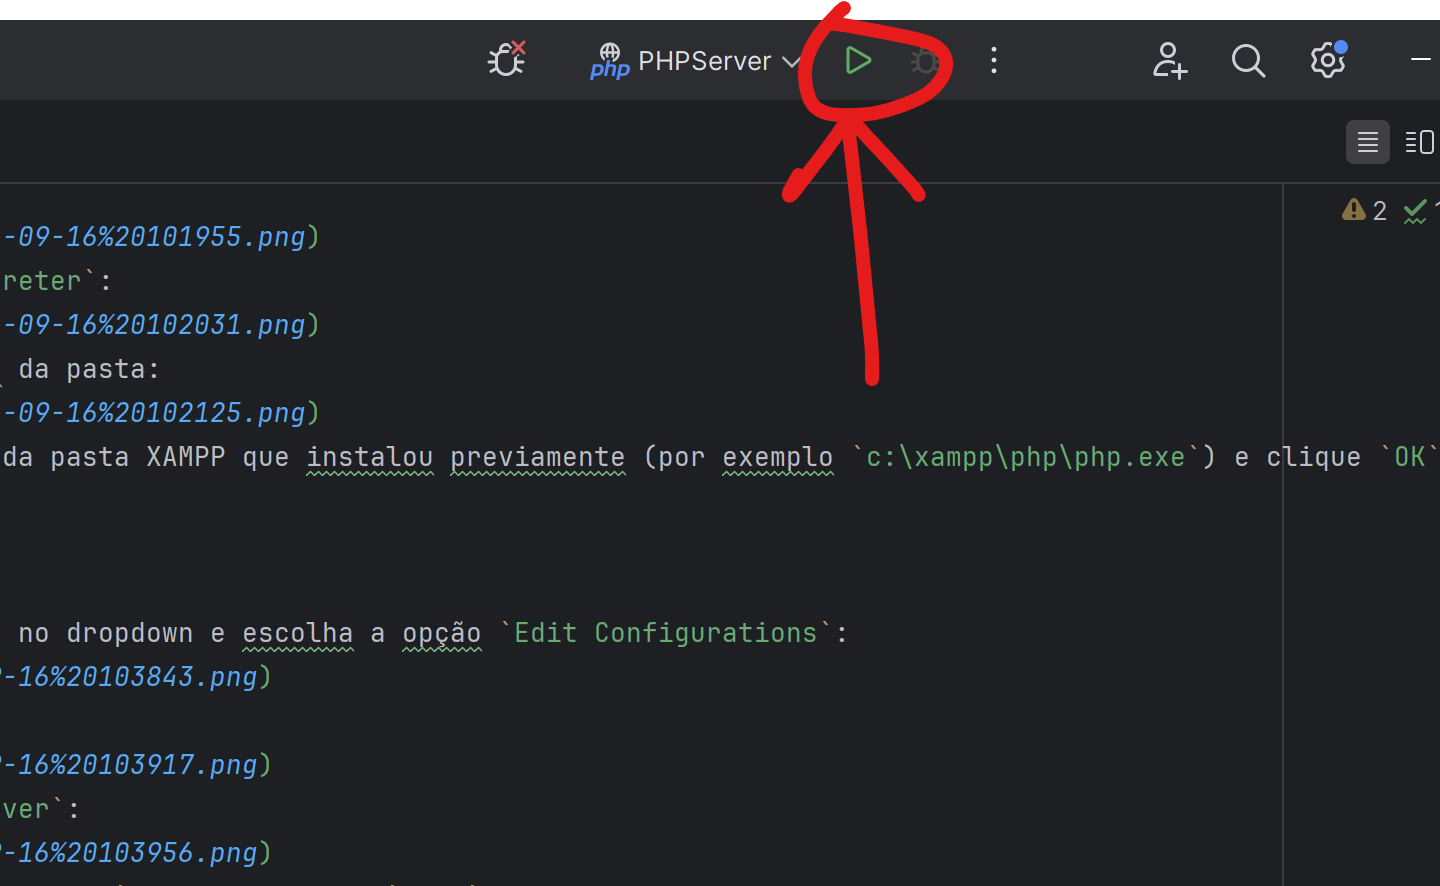 php PHPServer
2
-09-16%20101955.png)
reter`:
-09-16%20102031.png)
da pasta:
-09-16%20102125.png)
da pasta XAMPP que instalou previamente (por exemplo `c:\xampp\php\php.exe`) e clique `OK`
no dropdown e escolha a opção `Edit Configurations`:
-16%20103843.png)
-16%20103917.png)
ver`:
-16%20103956.png)